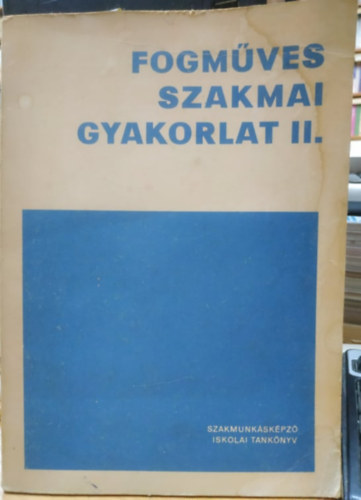 FOGMŰVES
SZAKMAI
GYAKORLAT II.
SZAKMUNKÁSKÉPZŐ
ISKOLAI TANKÖNYV